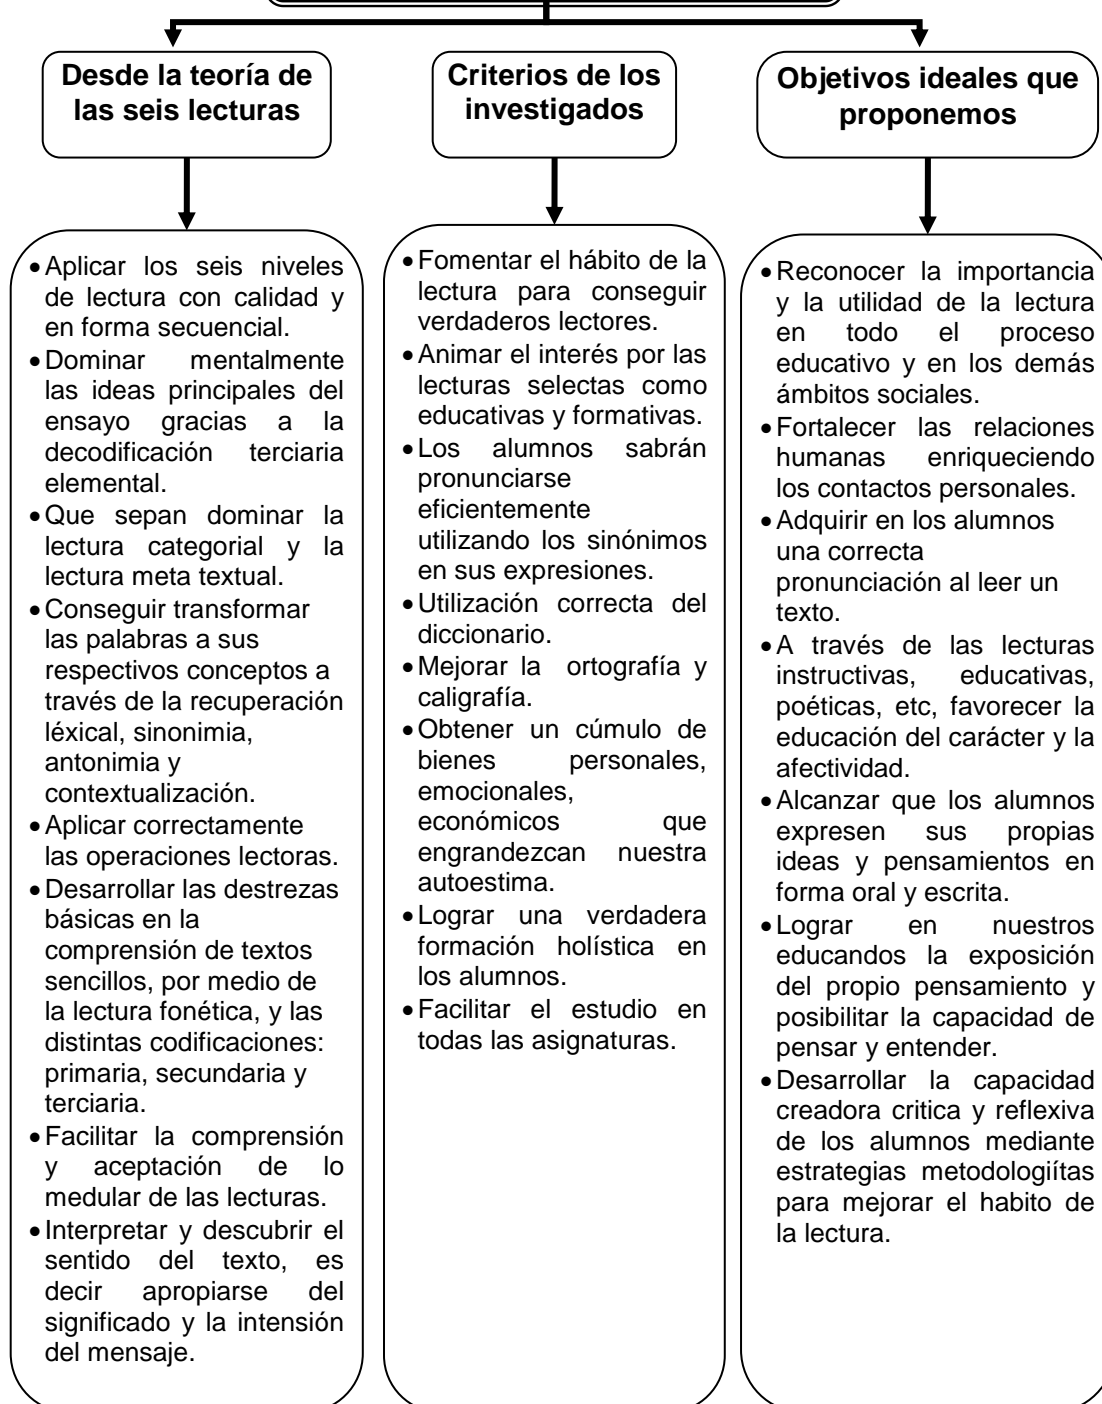 Desde la teoría de
las seis lecturas
• Aplicar los seis niveles
de lectura con calidad y
en forma secuencial.
• Dominar mentalmente
las ideas principales del
ensayo gracias a la
decodificación terciaria
elemental.
• Que sepan dominar la
lectura categorial y la
lectura meta textual.
• Conseguir transformar
las palabras a sus
respectivos conceptos a
través de la recuperación
léxical, sinonimia,
antonimia y
contextualización.
• Aplicar correctamente
las operaciones lectoras.
• Desarrollar las destrezas
básicas en la
comprensión de textos
sencillos, por medio de
la lectura fonética, y las
distintas codificaciones:
primaria, secundaria y
terciaria.
• Facilitar la comprensión
y aceptación de lo
medular de las lecturas.
• Interpretar y descubrir el
sentido del texto, es
decir apropiarse del
significado y la intensión
del mensaje.
Criterios de los
investigados
• Fomentar el hábito de la
lectura para conseguir
verdaderos lectores.
• Animar el interés por las
lecturas selectas como
educativas y formativas.
• Los alumnos sabrán
pronunciarse
eficientemente
utilizando los sinónimos
en sus expresiones.
• Utilización correcta del
diccionario.
• Mejorar la ortografía y
caligrafía.
• Obtener un cúmulo de
bienes personales,
emocionales,
económicos que
engrandezcan nuestra
autoestima.
• Lograr una verdadera
formación holística en
los alumnos.
• Facilitar el estudio en
todas las asignaturas.
Objetivos ideales que
proponemos
• Reconocer la importancia
y la utilidad de la lectura
en todo el proceso
educativo y en los demás
ámbitos sociales.
• Fortalecer las relaciones
humanas enriqueciendo
los contactos personales.
• Adquirir en los alumnos
una correcta
pronunciación al leer un
texto.
• A través de las lecturas
instructivas, educativas,
poéticas, etc, favorecer la
educación del carácter y la
afectividad.
• Alcanzar que los alumnos
expresen sus propias
ideas y pensamientos en
forma oral y escrita.
• Lograr en nuestros
educandos la exposición
del propio pensamiento y
posibilitar la capacidad de
pensar y entender.
• Desarrollar la capacidad
creadora critica y reflexiva
de los alumnos mediante
estrategias metodologiítas
para mejorar el habito de
la lectura.